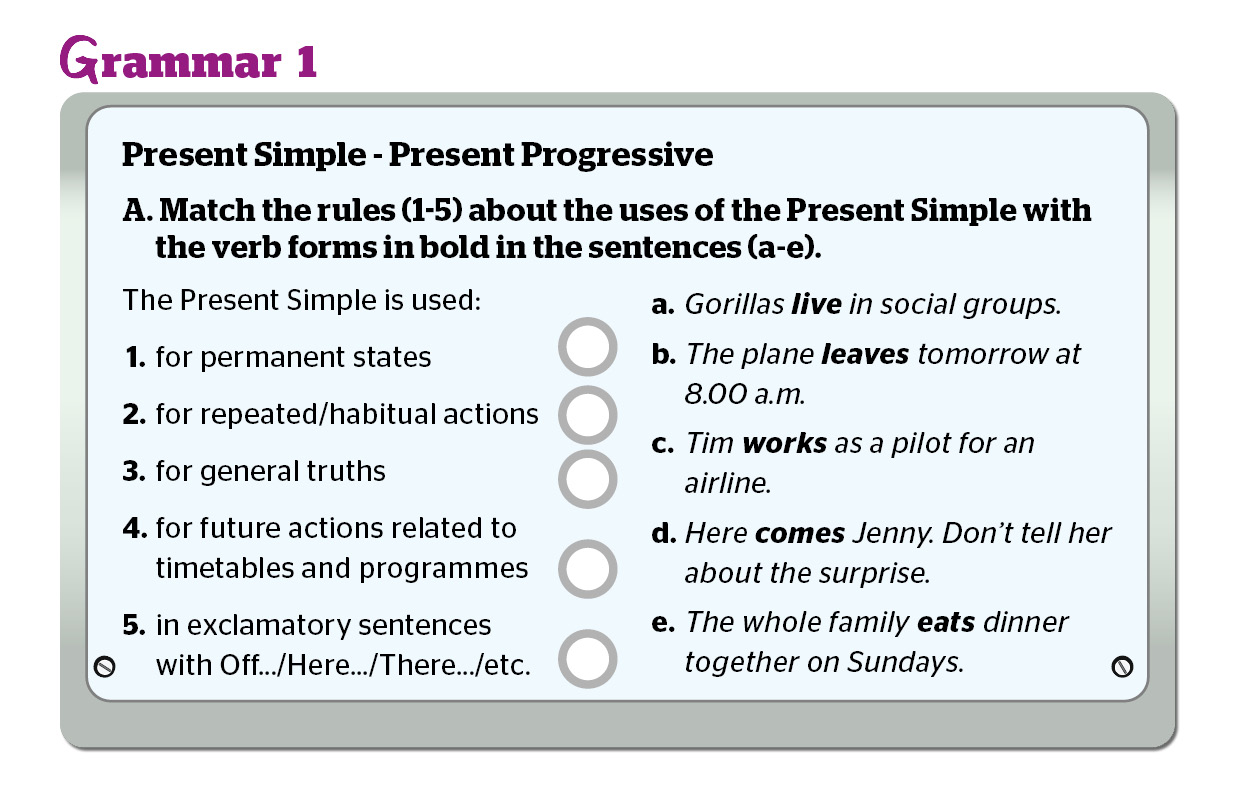 Grammar 1
Present Simple - Present Progressive
A. Match the rules (1-5) about the uses of the Present Simple with
the verb forms in bold in the sentences (a-e).
The Present Simple is used:
1. for permanent states
2. for repeated/habitual actions
3. for general truths
4. for future actions related to
timetables and programmes
5. in exclamatory sentences
with Off.../Here.../There.../etc.
a. Gorillas live in social groups.
b. The plane leaves tomorrow at
8.00 a.m.
c. Tim works as a pilot for an
airline.
d. Here comes Jenny. Don't tell her
about the surprise.
e. The whole family eats dinner
together on Sundays.